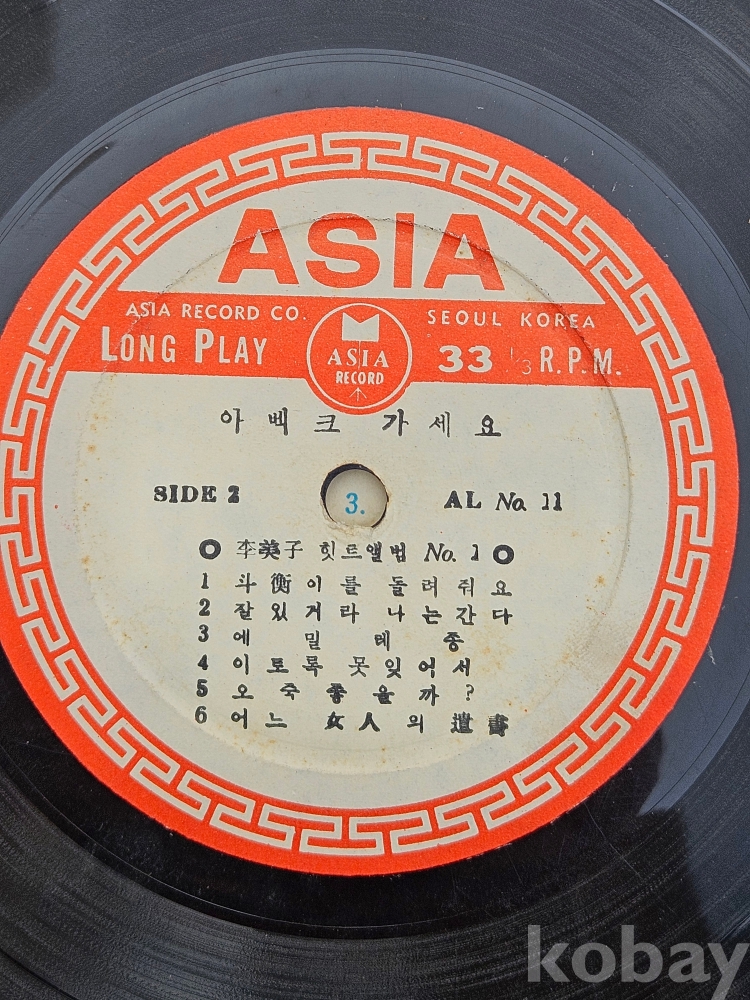 ASIA
ASIA RECORD CO.
SEOUL KOREA
LONG PLAY
ASIA
RECORD
33 1/3 R.P.M.
아베크 가세요
SIDE 2
3.
AL No. 11
李美子 힛트앨범 No. 1
1 斗衡이를 돌려줘요
2 잘있거라 나는간다
3 에밀레종
4 이토록 못잊어서
5 오죽좋을까?
6 어느 女人의 遺書
kobay